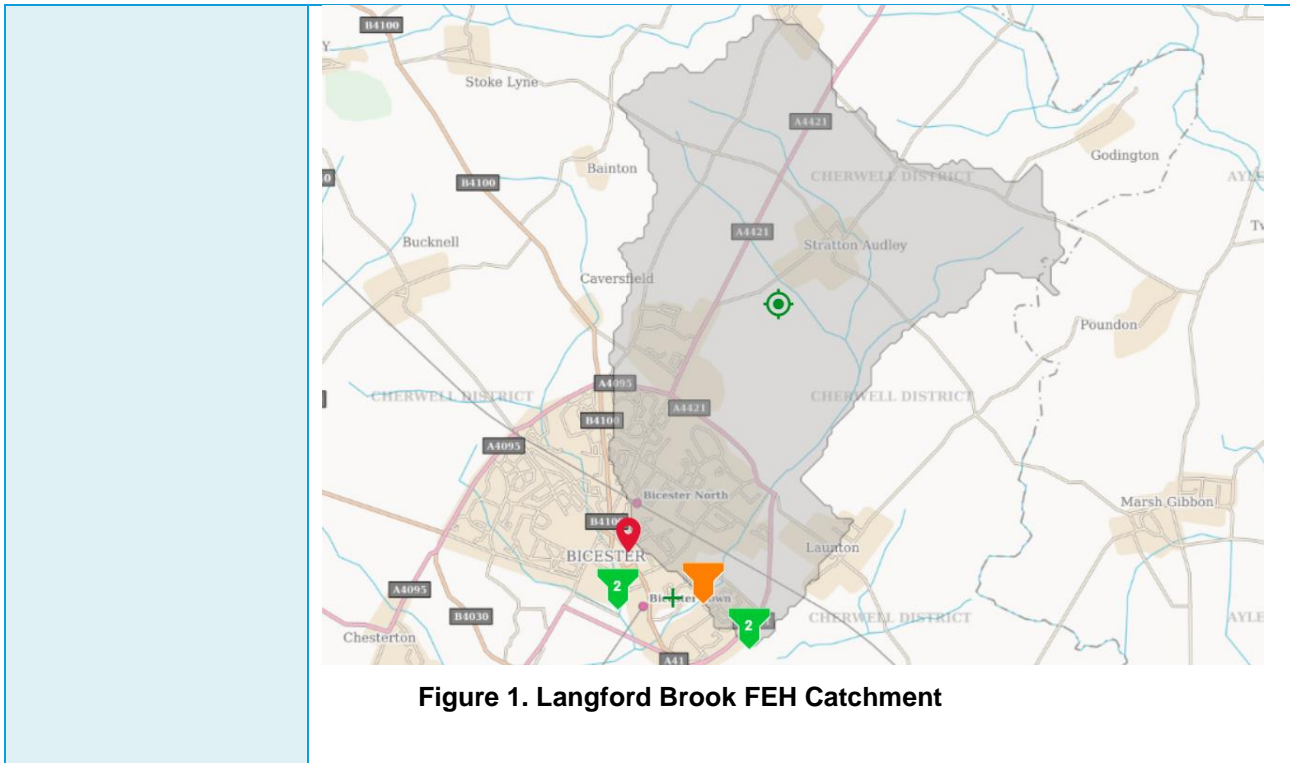 B4100
Stoke Lyne
A4421
Godington
Bainton
CHERWELL DISTRICT
B4100
A4421
Bucknell
Stratton Audley
Caversfield
Poundon
A4095
CHERWELL DISTRICT
CHERWELL DISTRICT
B4100
A4421
A4095
Marsh Gibbon
Bicester North
B4100
BICESTER
Launton
2
A4095
2
B4030
CHERWELL DISTRICT
Chesterton
A41
Figure 1. Langford Brook FEH Catchment